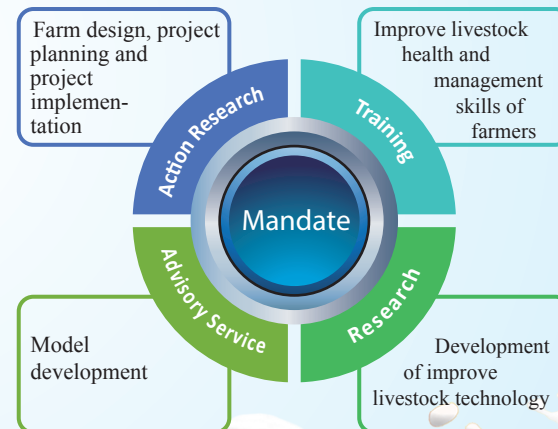 Farm design, project
planning and
project
implemen-
tation
Action Research
Improve livestock
health and
management
skills of
farmers
Training
Mandate
Advisory Service
Model
development
Research
Development
of improve
livestock technology